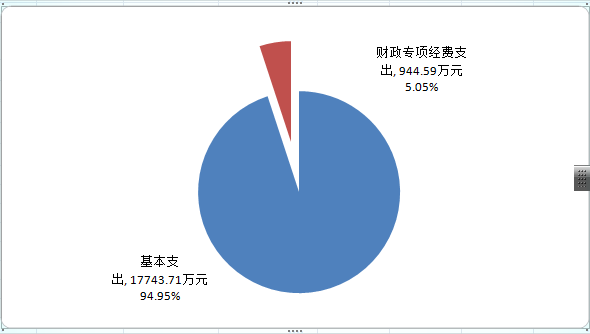 财政专项经费支
出, 944.59万元
5.05%
基本支
出, 17743.71万元
94.95%